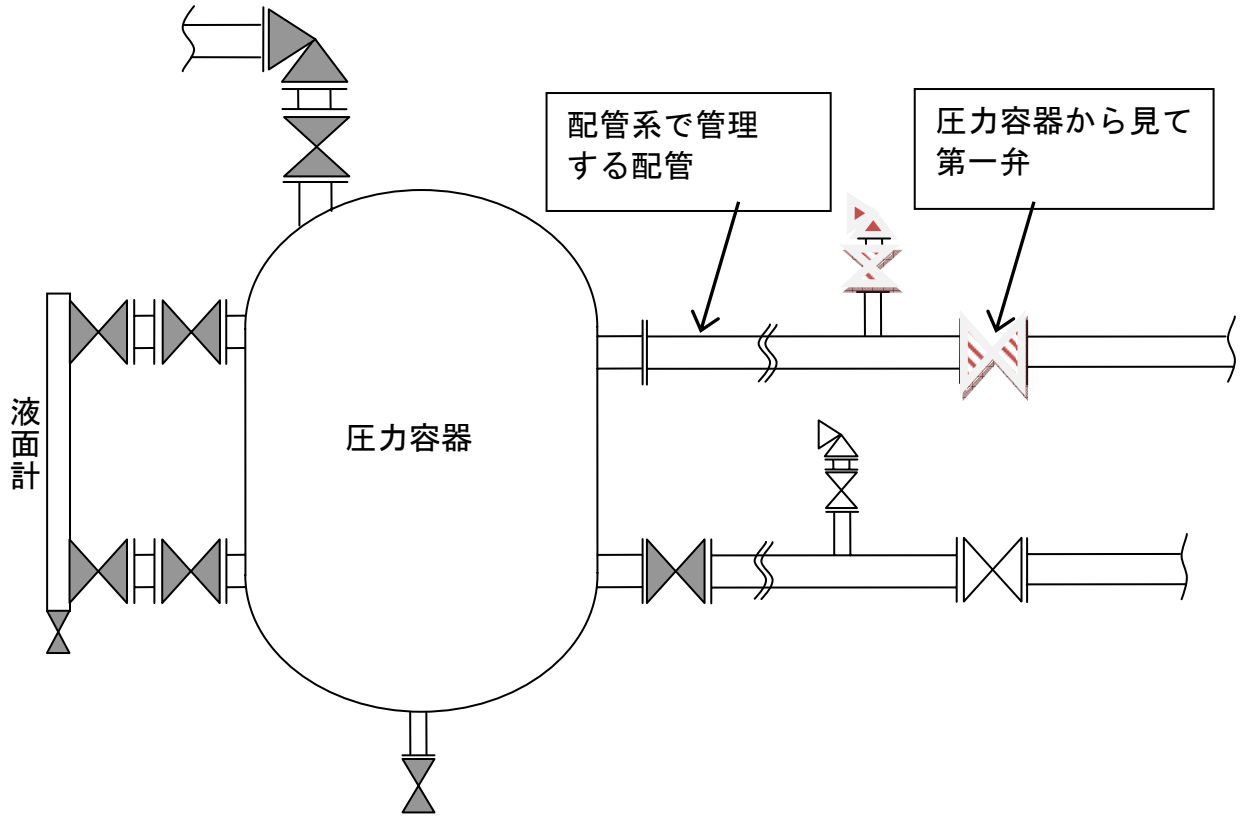 配管系で管理
する配管
圧力容器から見て
第一弁
液面計
圧力容器